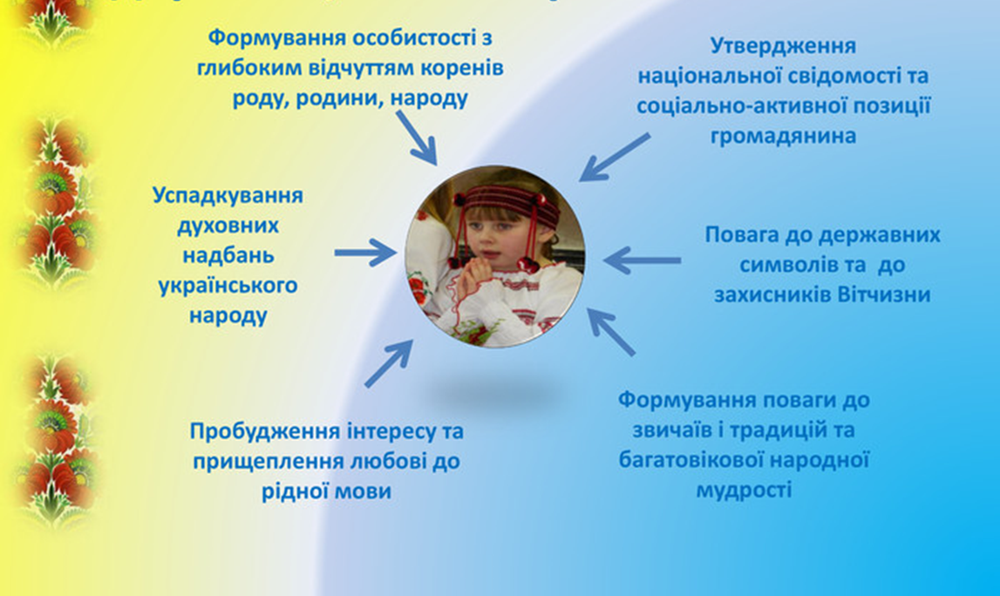 Формування особистості з
глибоким відчуттям коренів
роду, родини, народу
Утвердження
національної свідомості та
соціально-активної позиції
громадянина
Успадкування
духовних
надбань
українського
народу
Повага до державних
символів та до
захисників Вітчизни
Пробудження інтересу та
прищеплення любові до
рідної мови
Формування поваги до
звичаїв і традицій та
багатовікової народної
мудрості